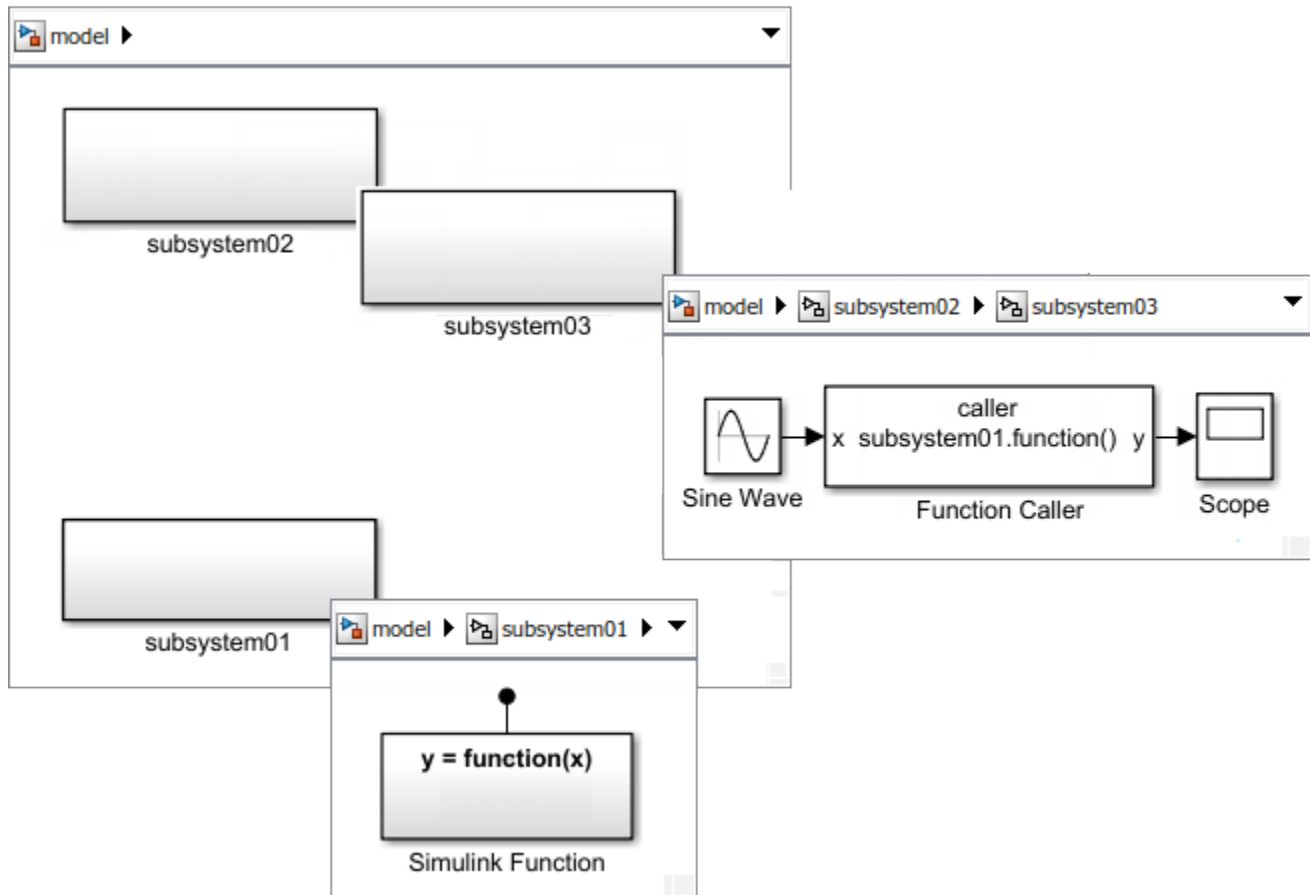 model
subsystem02
subsystem03
model subsystem02 subsystem03
caller
x subsystem01.function() y
Sine Wave
Function Caller
Scope
subsystem01
model subsystem01
y = function(x)
Simulink Function